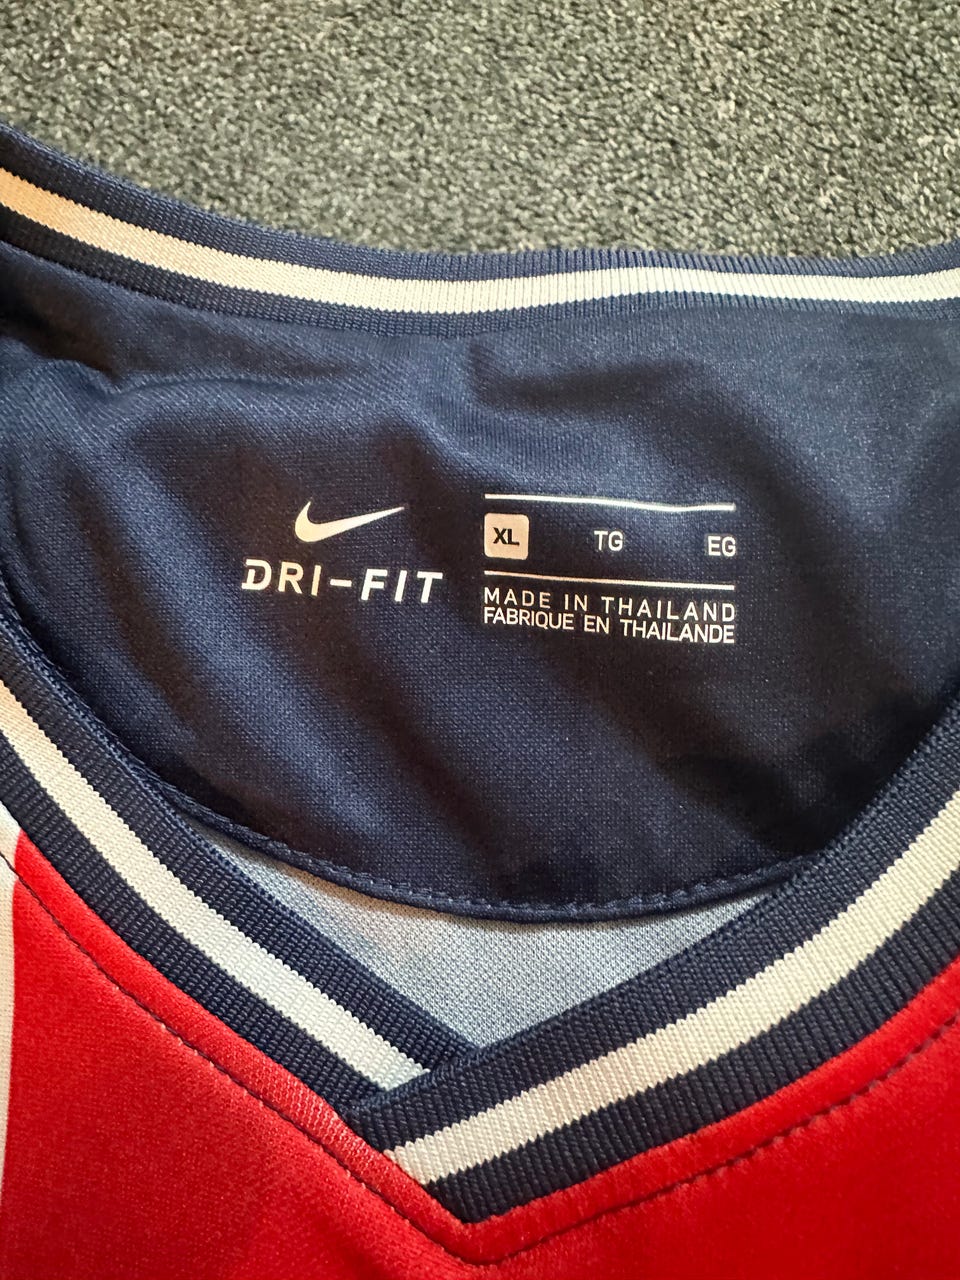 DRI-FIT
XL TG EG
MADE IN THAILAND
FABRIQUE EN THAILANDE